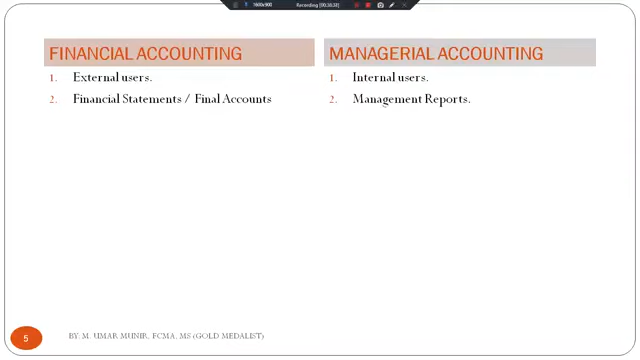 1600x900
FINANCIAL ACCOUNTING
1. External users.
2. Financial Statements / Final Accounts
MANAGERIAL ACCOUNTING
1. Internal users.
2. Management Reports.
5
BY: M. UMAR MUNIR, FCMA, MS (GOLD MEDALIST)